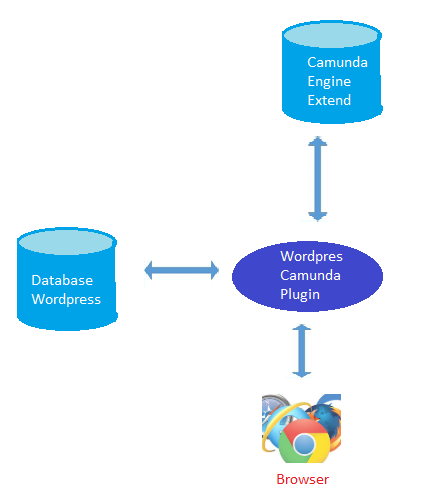 Camunda
Engine
Extend
Wordpres
Camunda
Plugin
Database
Wordpress
Browser